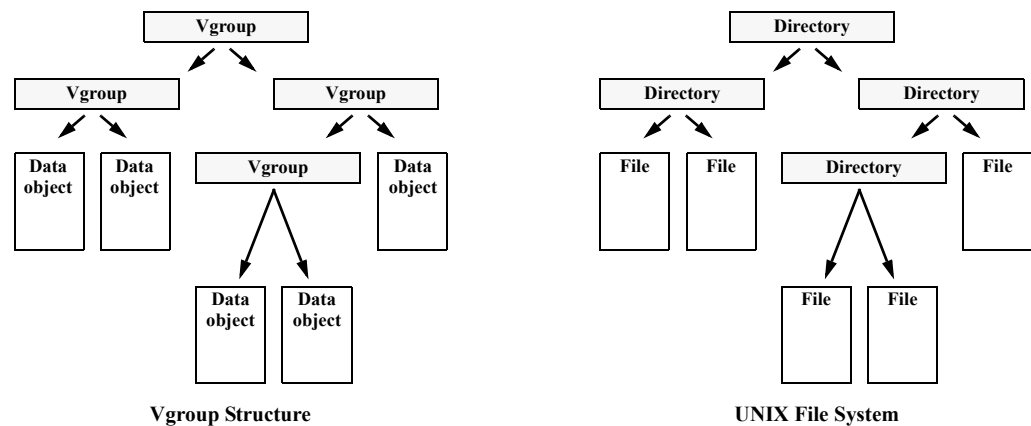 Vgroup
Vgroup
Vgroup
Data
object
Data
object
Vgroup
Data
object
Data
object
Data
object
Vgroup Structure
Directory
Directory
Directory
File
File
Directory
File
File
File
UNIX File System